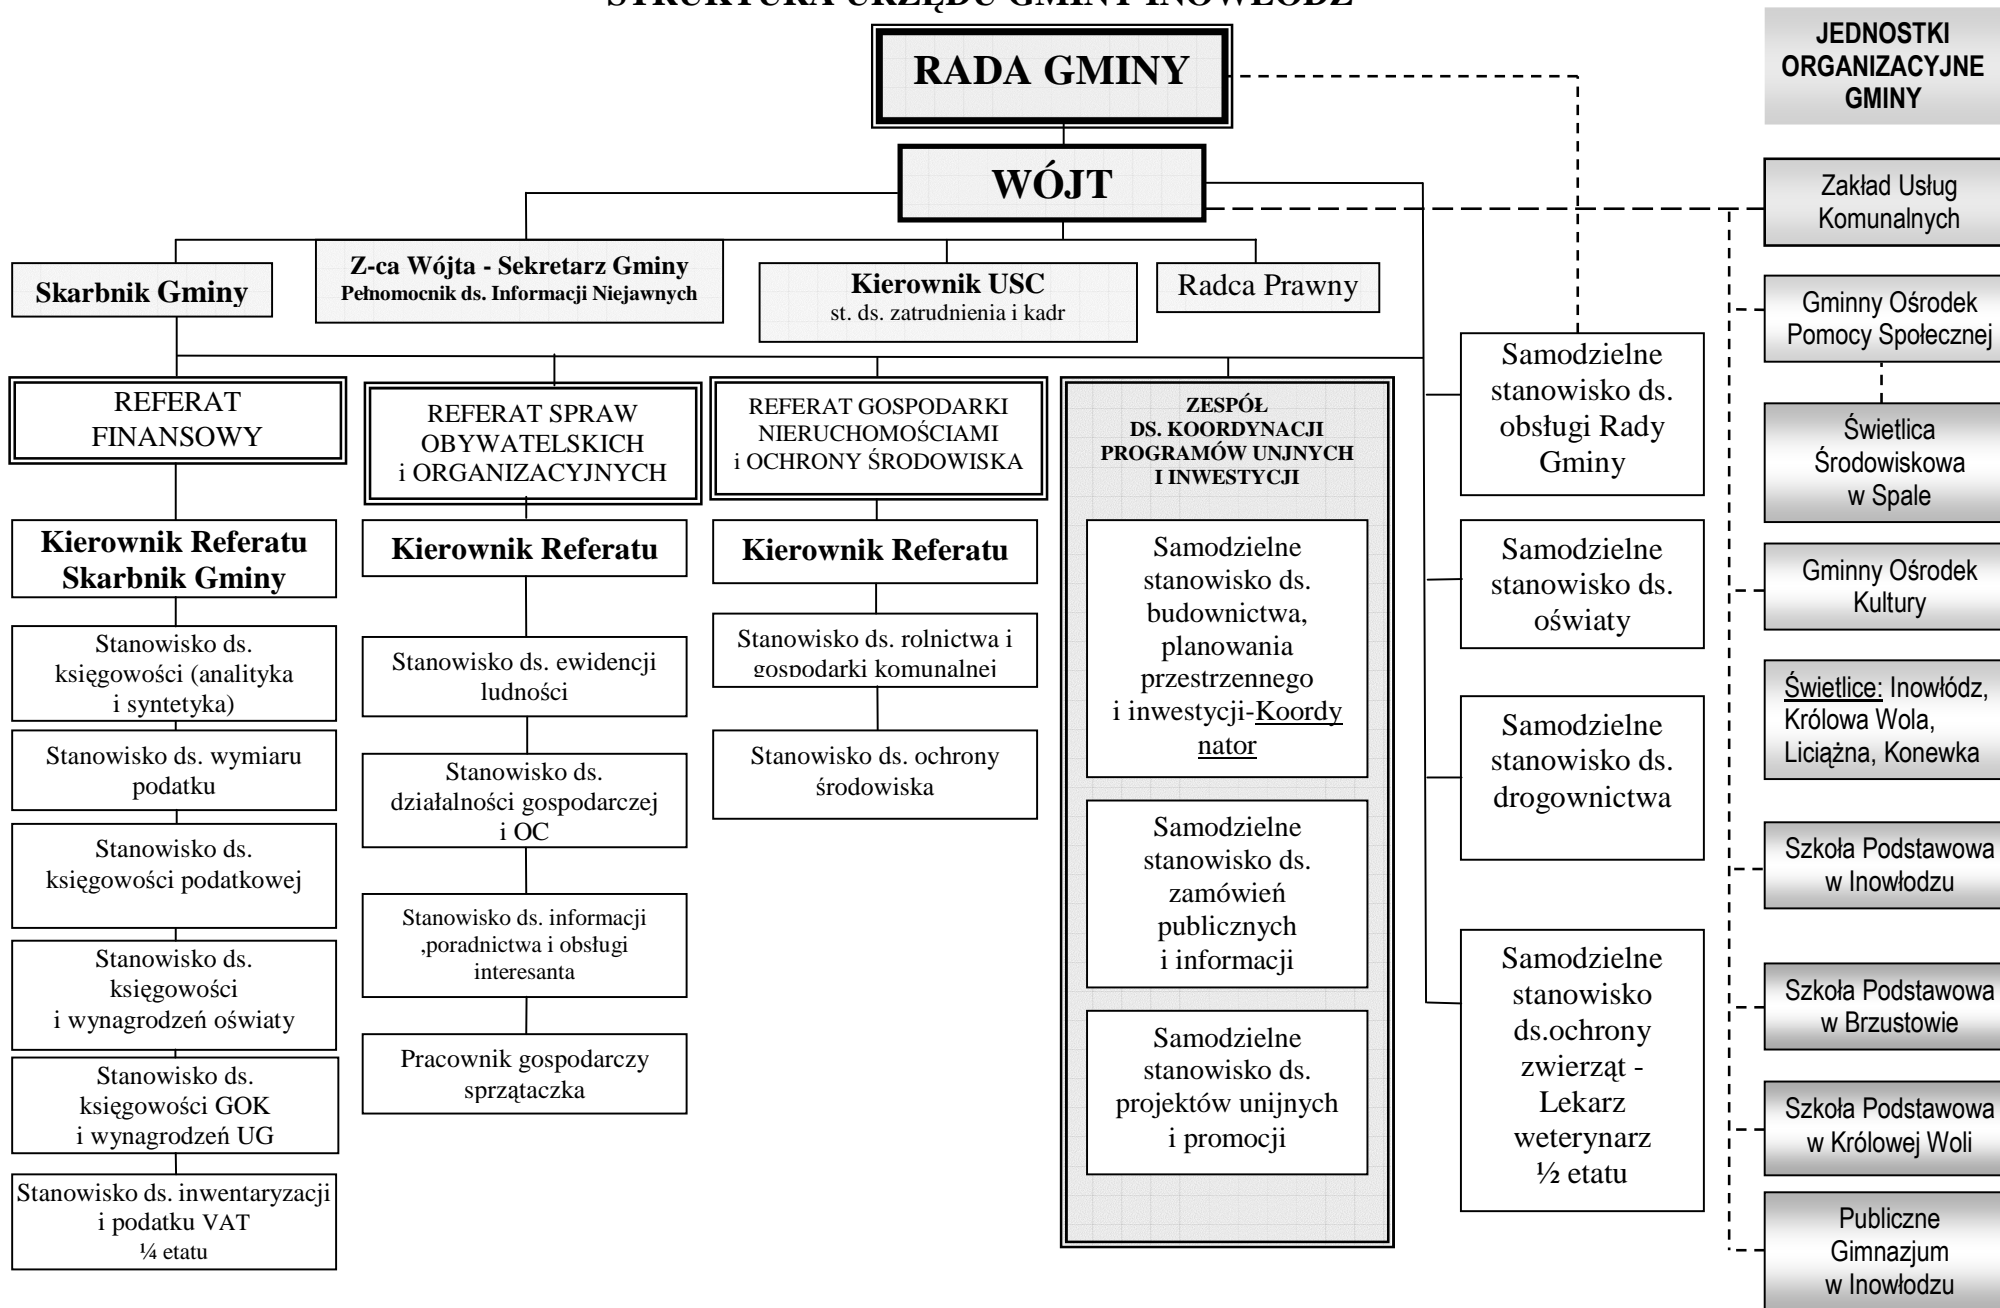 STRUKTURA URZĘDU GMINY INOWŁÓDZ
RADA GMINY
WÓJT
Skarbnik Gminy
Z-ca Wójta - Sekretarz Gminy
Pełnomocnik ds. Informacji Niejawnych
Kierownik USC
st. ds. zatrudnienia i kadr
Radca Prawny
REFERAT
FINANSOWY
Kierownik Referatu
Skarbnik Gminy
Stanowisko ds.
księgowości (analityka
i syntetyka)
Stanowisko ds. wymiaru
podatku
Stanowisko ds.
księgowości podatkowej
Stanowisko ds.
księgowości
i wynagrodzeń oświaty
Stanowisko ds.
księgowości GOK
i wynagrodzeń UG
Stanowisko ds. inwentaryzacji
i podatku VAT
¼ etatu
REFERAT SPRAW
OBYWATELSKICH
i ORGANIZACYJNYCH
Kierownik Referatu
Stanowisko ds. ewidencji
ludności
Stanowisko ds.
działalności gospodarczej
i OC
Stanowisko ds. informacji
,poradnictwa i obsługi
interesanta
Pracownik gospodarczy
sprzątaczka
REFERAT GOSPODARKI
NIERUCHOMOŚCIAMI
i OCHRONY ŚRODOWISKA
Kierownik Referatu
Stanowisko ds. rolnictwa i
gospodarki komunalnej
Stanowisko ds. ochrony
środowiska
ZESPÓŁ
DS. KOORDYNACJI
PROGRAMÓW UNJNYCH
I INWESTYCJI
Samodzielne
stanowisko ds.
budownictwa,
planowania
przestrzennego
i inwestycji-Koordy
nator
Samodzielne
stanowisko ds.
zamówień
publicznych
i informacji
Samodzielne
stanowisko ds.
projektów unijnych
i promocji
Samodzielne
stanowisko ds.
obsługi Rady
Gminy
Samodzielne
stanowisko ds.
oświaty
Samodzielne
stanowisko ds.
drogownictwa
Samodzielne
stanowisko
ds.ochrony
zwierząt -
Lekarz
weterynarz
½ etatu
JEDNOSTKI
ORGANIZACYJNE
GMINY
Zakład Usług
Komunalnych
Gminny Ośrodek
Pomocy Społecznej
Świetlica
Środowiskowa
w Spale
Gminny Ośrodek
Kultury
Świetlice: Inowłódz,
Królowa Wola,
Liciążna, Konewka
Szkoła Podstawowa
w Inowłodzu
Szkoła Podstawowa
w Brzustowie
Szkoła Podstawowa
w Królowej Woli
Publiczne
Gimnazjum
w Inowłodzu